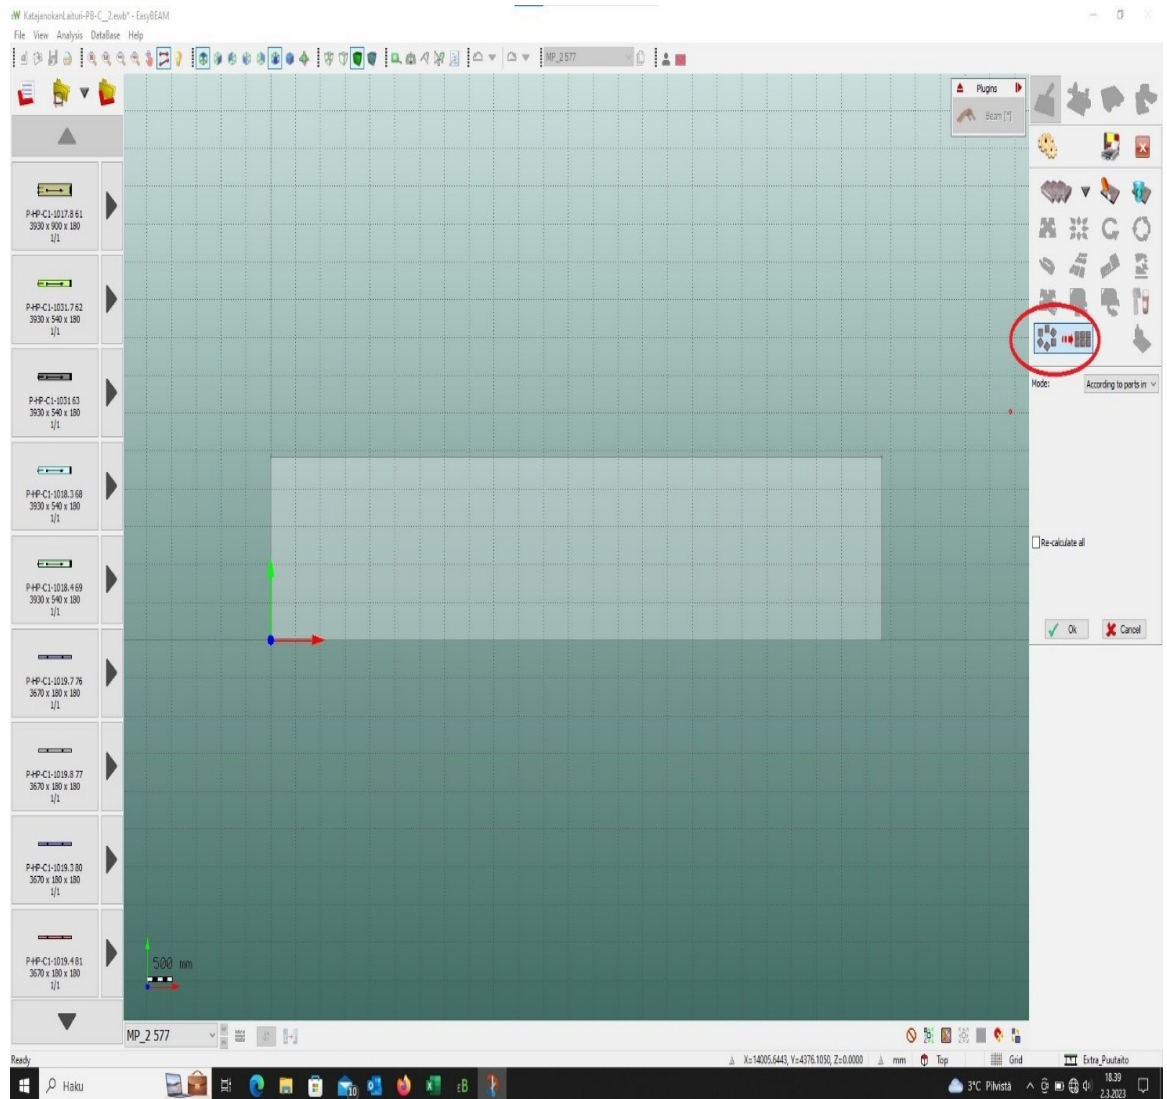 KatajanokanLaituri-PB-C_2.ewb* - EasyBEAM
File View Analysis DataBase Help
MP_2 577
Plugins
Beam [*]
P-HP-C1-1017.8 61
3930 x 900 x 180
1/1
P-HP-C1-1031.7 62
3930 x 540 x 180
1/1
P-HP-C1-1031 63
3930 x 540 x 180
1/1
P-HP-C1-1018.3 68
3930 x 540 x 180
1/1
P-HP-C1-1018.4 69
3930 x 540 x 180
1/1
P-HP-C1-1019.7 76
3670 x 180 x 180
1/1
P-HP-C1-1019.8 77
3670 x 180 x 180
1/1
P-HP-C1-1019.3 80
3670 x 180 x 180
1/1
P-HP-C1-1019.4 81
3670 x 180 x 180
1/1
Mode: According to parts in
Re-calculate all
Ok Cancel
500 mm
MP_2 577
Ready X=14005.6443, Y=4376.1050, Z=0.0000 mm Top Grid Extra_Puutaito
Haku 10 3°C Pilvistä 18.39
2.3.2023